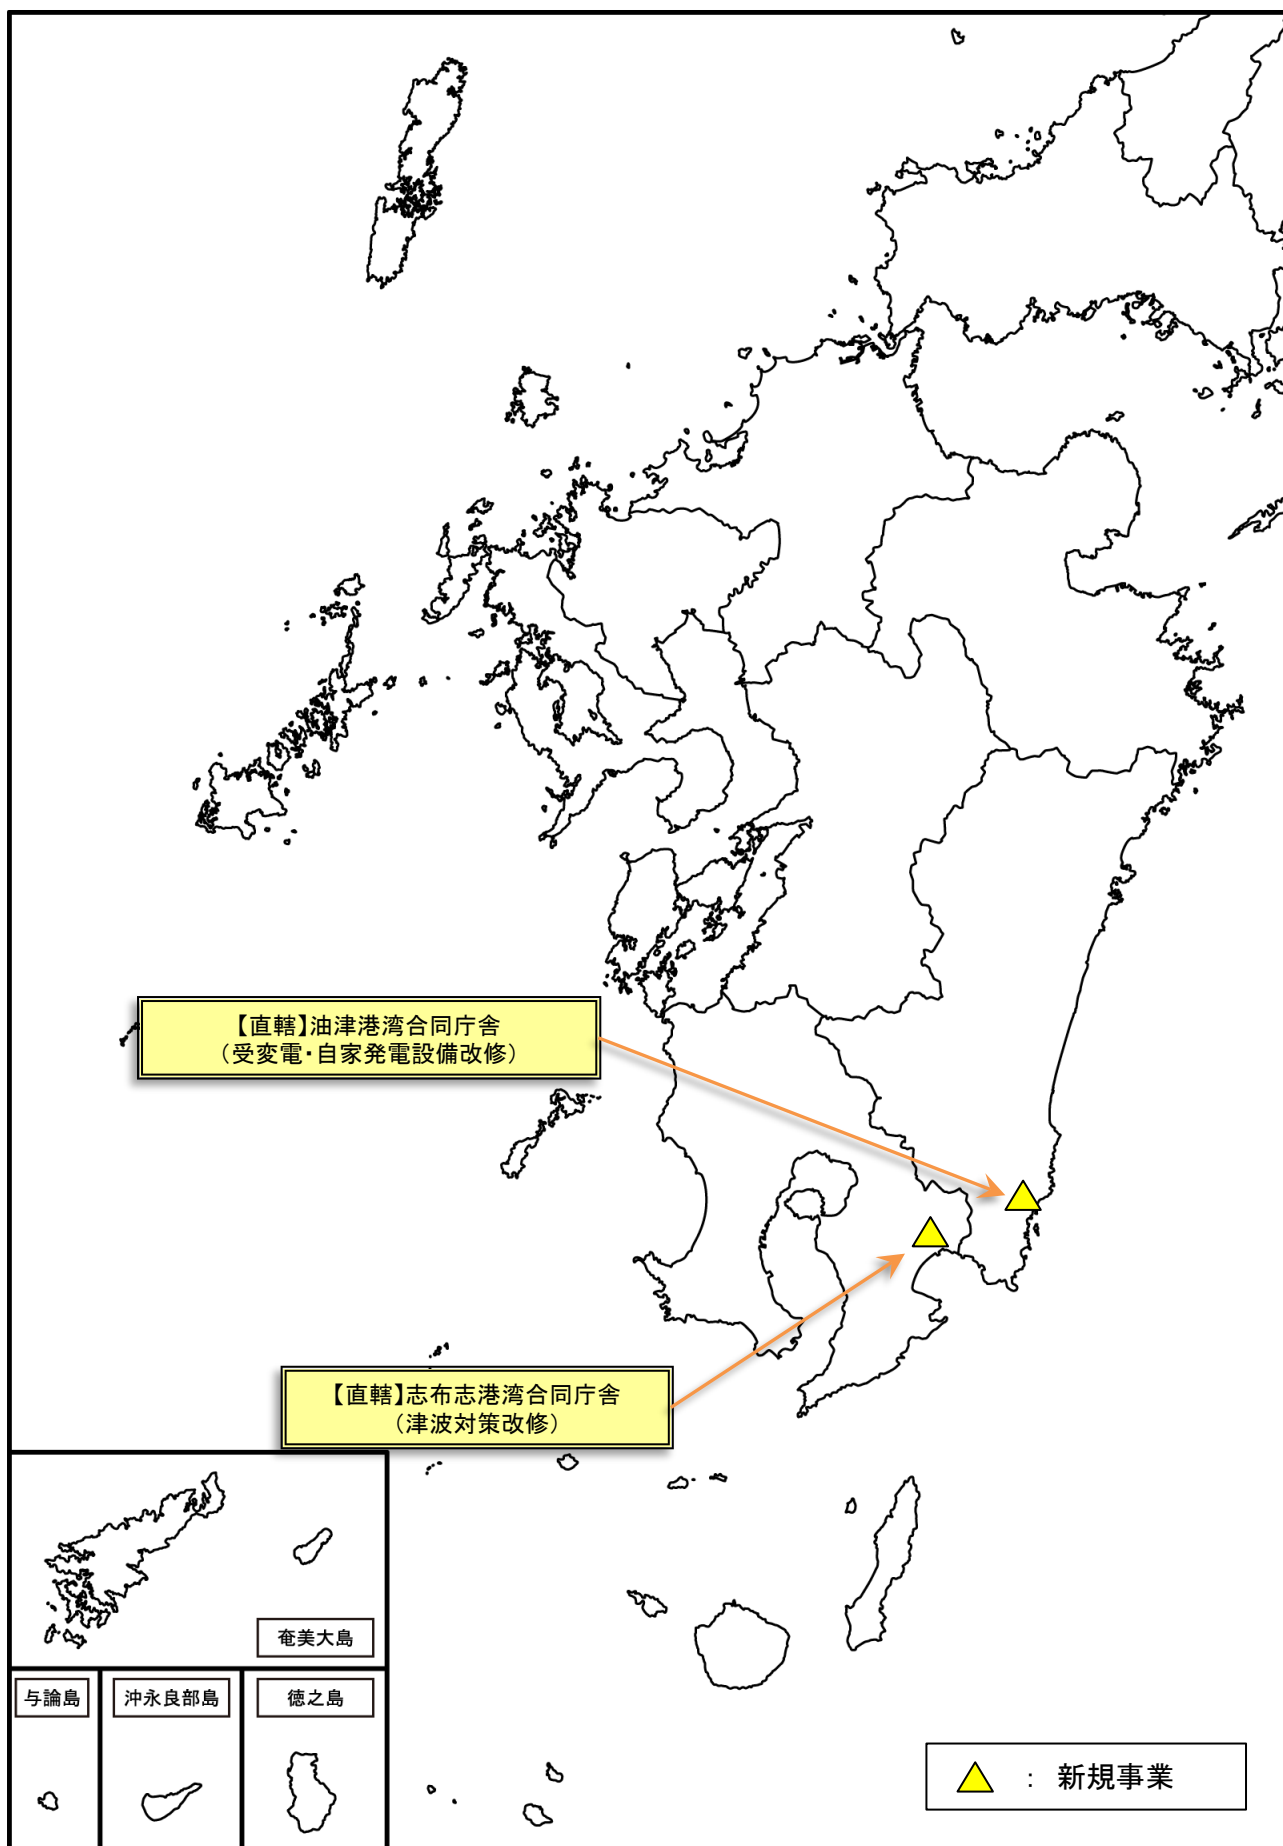 【直轄】油津港湾合同庁舎
（受変電・自家発電設備改修）
【直轄】志布志港湾合同庁舎
（津波対策改修）
奄美大島
与論島
沖永良部島
徳之島
： 新規事業